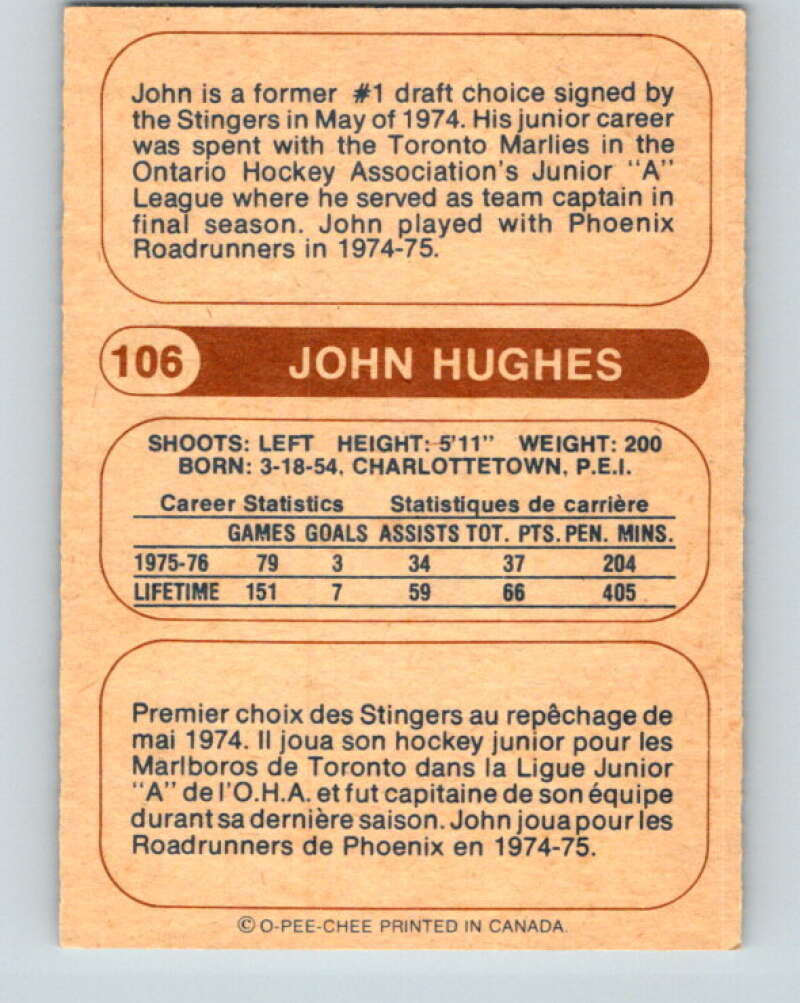 John is a former #1 draft choice signed by
the Stingers in May of 1974. His junior career
was spent with the Toronto Marlies in the
Ontario Hockey Association's Junior "A"
League where he served as team captain in
final season. John played with Phoenix
Roadrunners in 1974-75.
106 JOHN HUGHES
SHOOTS: LEFT HEIGHT: 5'11" WEIGHT: 200
BORN: 3-18-54, CHARLOTTETOWN, P.E.I.
Career Statistics Statistiques de carrière
GAMES GOALS ASSISTS TOT. PTS. PEN. MINS.
1975-76 79 3 34 37 204
LIFETIME 151 7 59 66 405
Premier choix des Stingers au repêchage de
mai 1974. Il joua son hockey junior pour les
Marlboros de Toronto dans la Ligue Junior
"A" de l'O.H.A. et fut capitaine de son équipe
durant sa dernière saison. John joua pour les
Roadrunners de Phoenix en 1974-75.
© O-PEE-CHEE PRINTED IN CANADA.